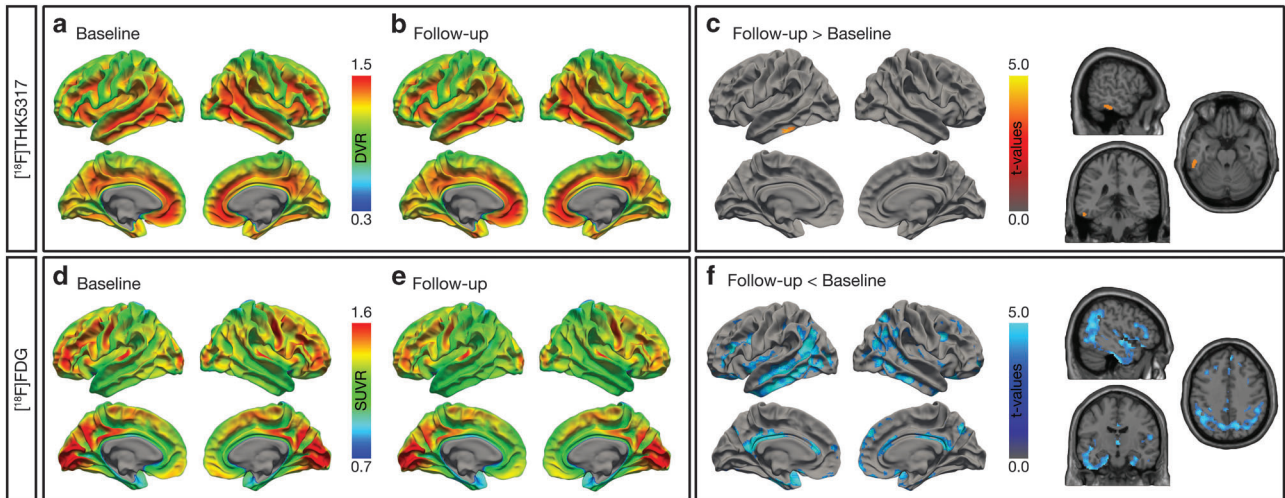 [¹⁸F]THK5317
a Baseline
b Follow-up
1.5
DVR
0.3
c Follow-up > Baseline
5.0
t-values
0.0
[¹⁸F]FDG
d Baseline
e Follow-up
1.6
SUVR
0.7
f Follow-up < Baseline
5.0
t-values
0.0